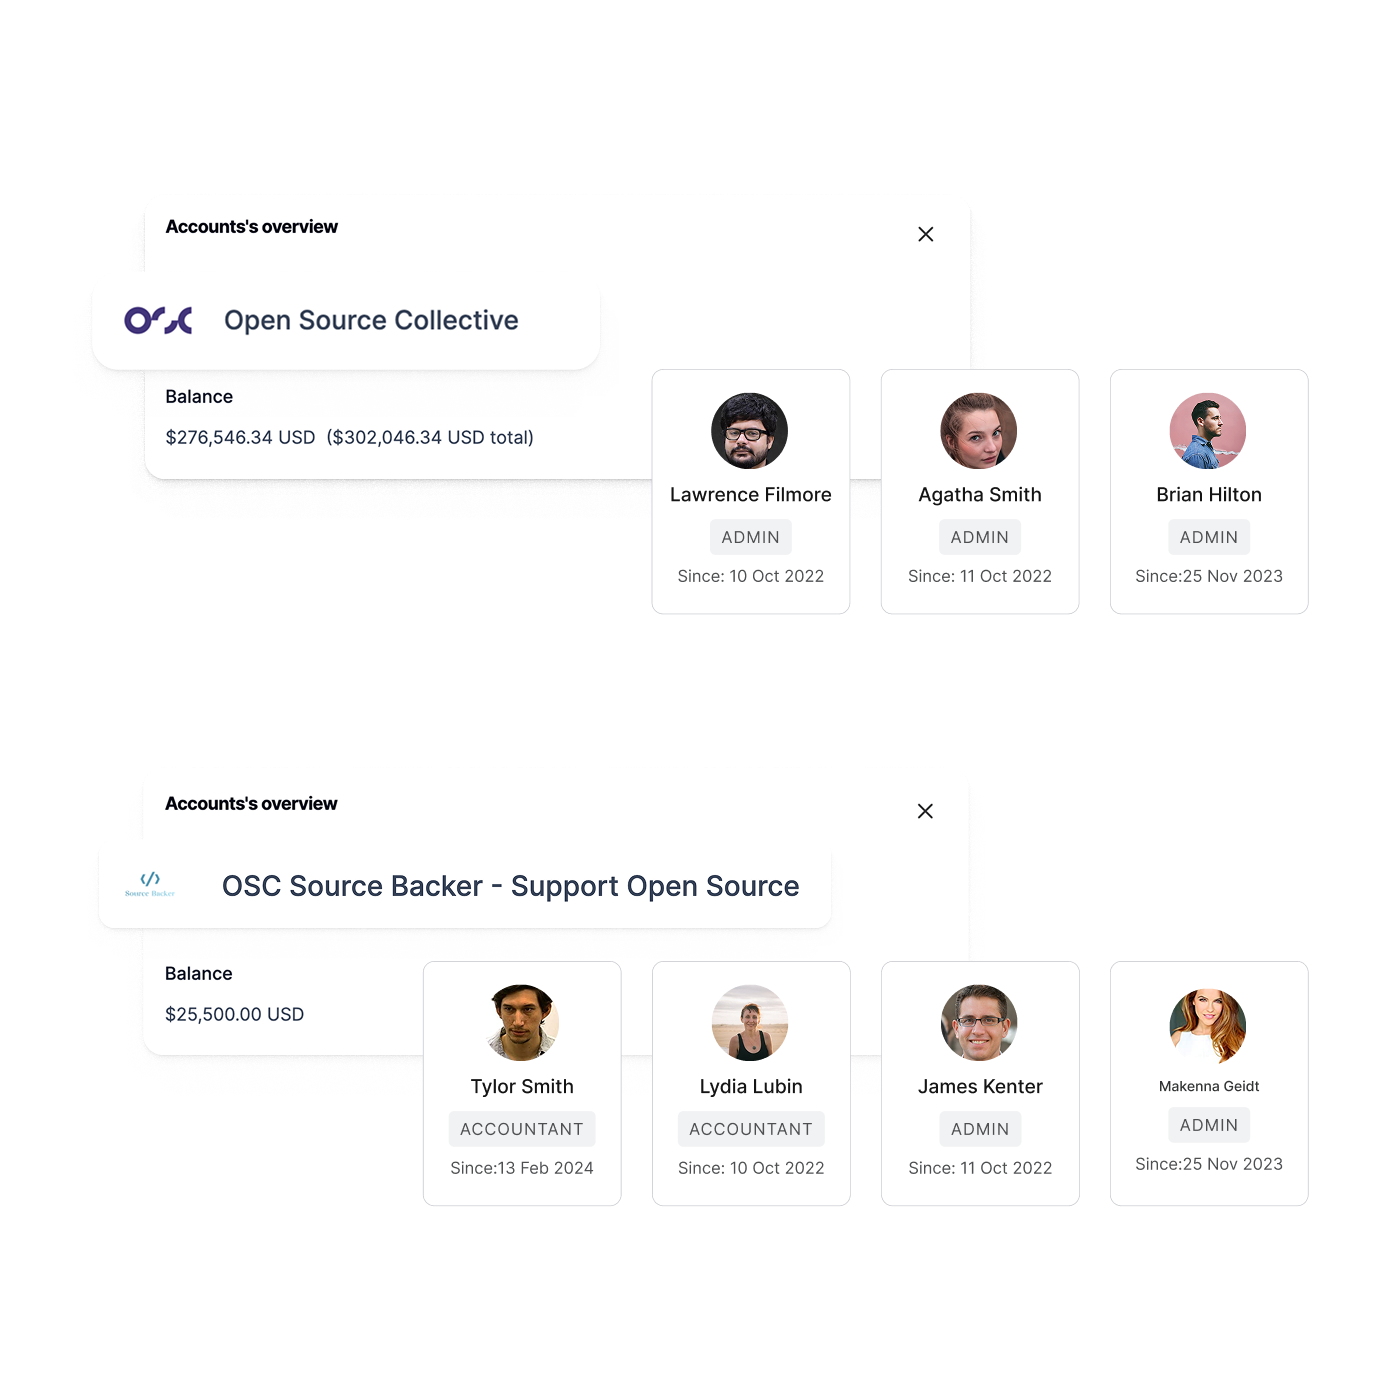 Accounts's overview
OSC
Open Source Collective
Balance
$276,546.34 USD ($302,046.34 USD total)
Lawrence Filmore
ADMIN
Since: 10 Oct 2022
Agatha Smith
ADMIN
Since: 11 Oct 2022
Brian Hilton
ADMIN
Since:25 Nov 2023
Accounts's overview
</>
Source Backer
OSC Source Backer - Support Open Source
Balance
$25,500.00 USD
Tylor Smith
ACCOUNTANT
Since:13 Feb 2024
Lydia Lubin
ACCOUNTANT
Since: 10 Oct 2022
James Kenter
ADMIN
Since: 11 Oct 2022
Makenna Geidt
ADMIN
Since:25 Nov 2023